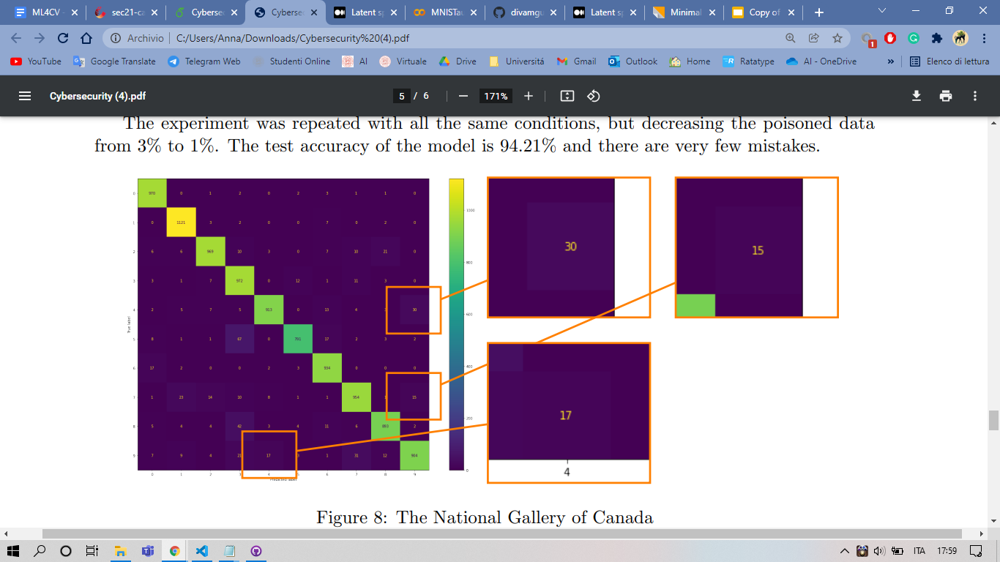 ML4CV -
sec21-ca
Cyberse
Cyberse
Latent sp
MNISTau
divamgu
Latent sp
Minimal
Copy of
Archivio
C:/Users/Anna/Downloads/Cybersecurity%20(4).pdf
1
YouTube
Google Translate
Telegram Web
Studenti Online
AI
Virtuale
Drive
Universitá
Gmail
Outlook
Home
Ratatype
AI - OneDrive
»
Elenco di lettura
Cybersecurity (4).pdf
5 / 6
171%
The experiment was repeated with all the same conditions, but decreasing the poisoned data
from 3% to 1%. The test accuracy of the model is 94.21% and there are very few mistakes.
0 970 0 1 2 0 2 3 1 1 0
1 0 1121 3 2 0 0 7 0 2 0
2 6 6 969 10 3 0 7 10 21 0
3 3 1 7 972 0 12 1 11 3 0
4 2 5 7 5 913 0 13 4 30
5 8 1 1 67 0 791 17 2 3 2
6 17 2 0 0 2 3 934 0 0 0
7 1 23 14 10 8 1 1 954 15
8 5 4 4 42 3 4 11 6 893 2
9 7 9 4 21 17 3 1 31 12 904
0 1 2 3 4 5 6 7 8 9
True label
Predicted label
1000
800
600
400
200
0
30
15
17
4
Figure 8: The National Gallery of Canada
ITA
17:59